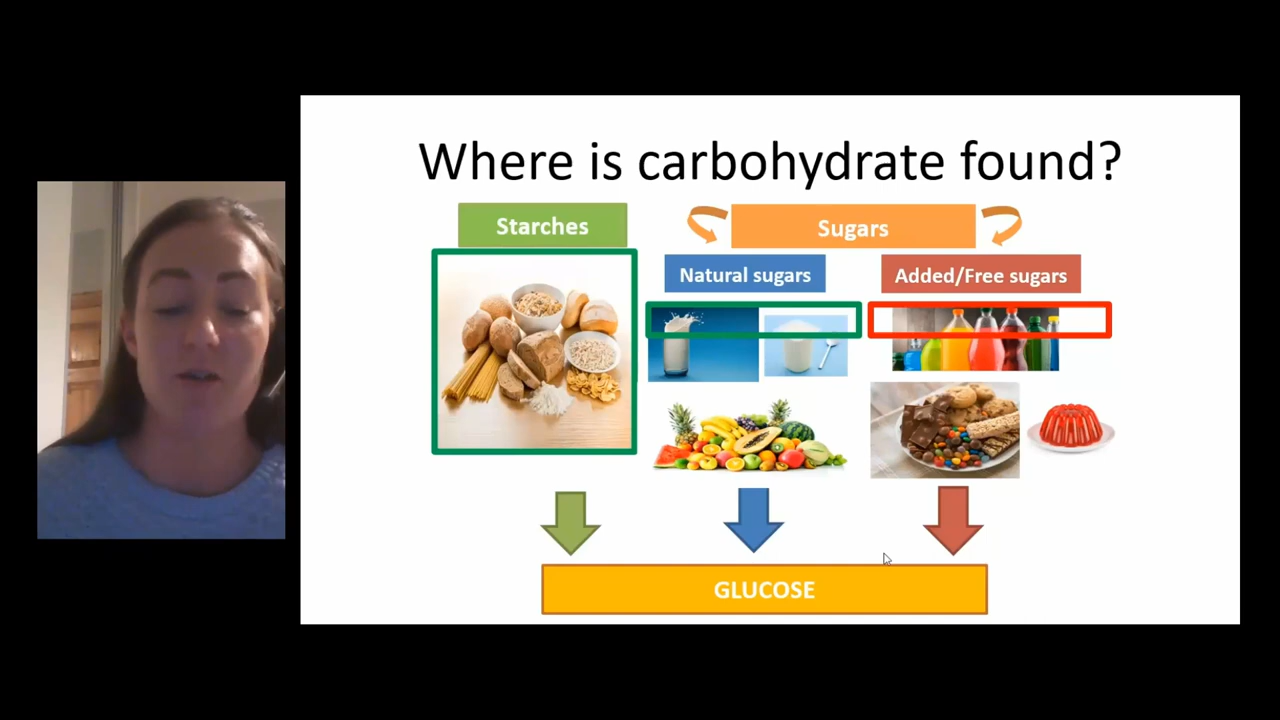 Where is carbohydrate found?
Starches
Sugars
Natural sugars
Added/Free sugars
GLUCOSE